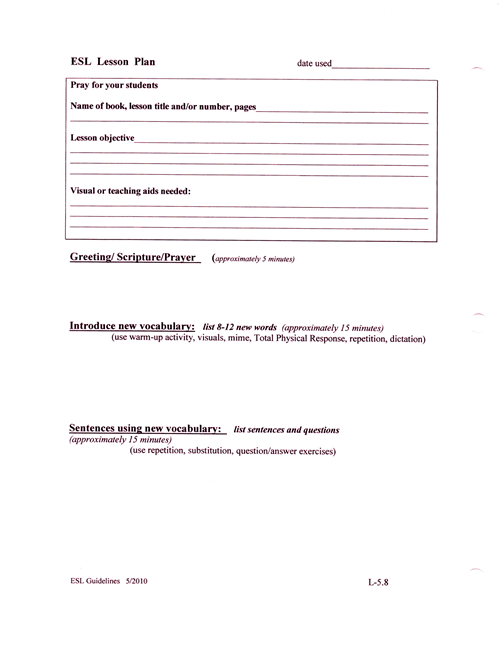 ESL Lesson Plan date used
Pray for your students
Name of book, lesson title and/or number, pages
Lesson objective
Visual or teaching aids needed:
Greeting/ Scripture/Prayer (approximately 5 minutes)
Introduce new vocabulary: list 8-12 new words (approximately 15 minutes)
(use warm-up activity, visuals, mime, Total Physical Response, repetition, dictation)
Sentences using new vocabulary: list sentences and questions
(approximately 15 minutes)
(use repetition, substitution, question/answer exercises)
ESL Guidelines 5/2010 L-5.8